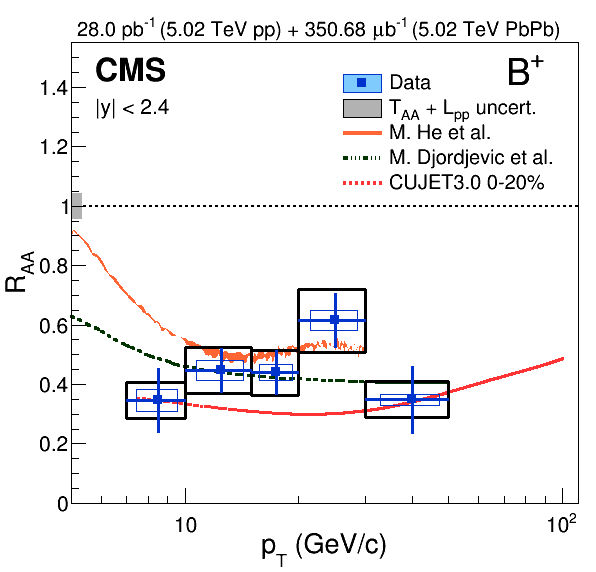 28.0 pb⁻¹ (5.02 TeV pp) + 350.68 μb⁻¹ (5.02 TeV PbPb)
CMS
B⁺
|y| < 2.4
Data
T_AA + L_pp uncert.
M. He et al.
M. Djordjevic et al.
CUJET3.0 0-20%
R_AA
1.4
1.2
1
0.8
0.6
0.4
0.2
0
10
10²
p_T (GeV/c)